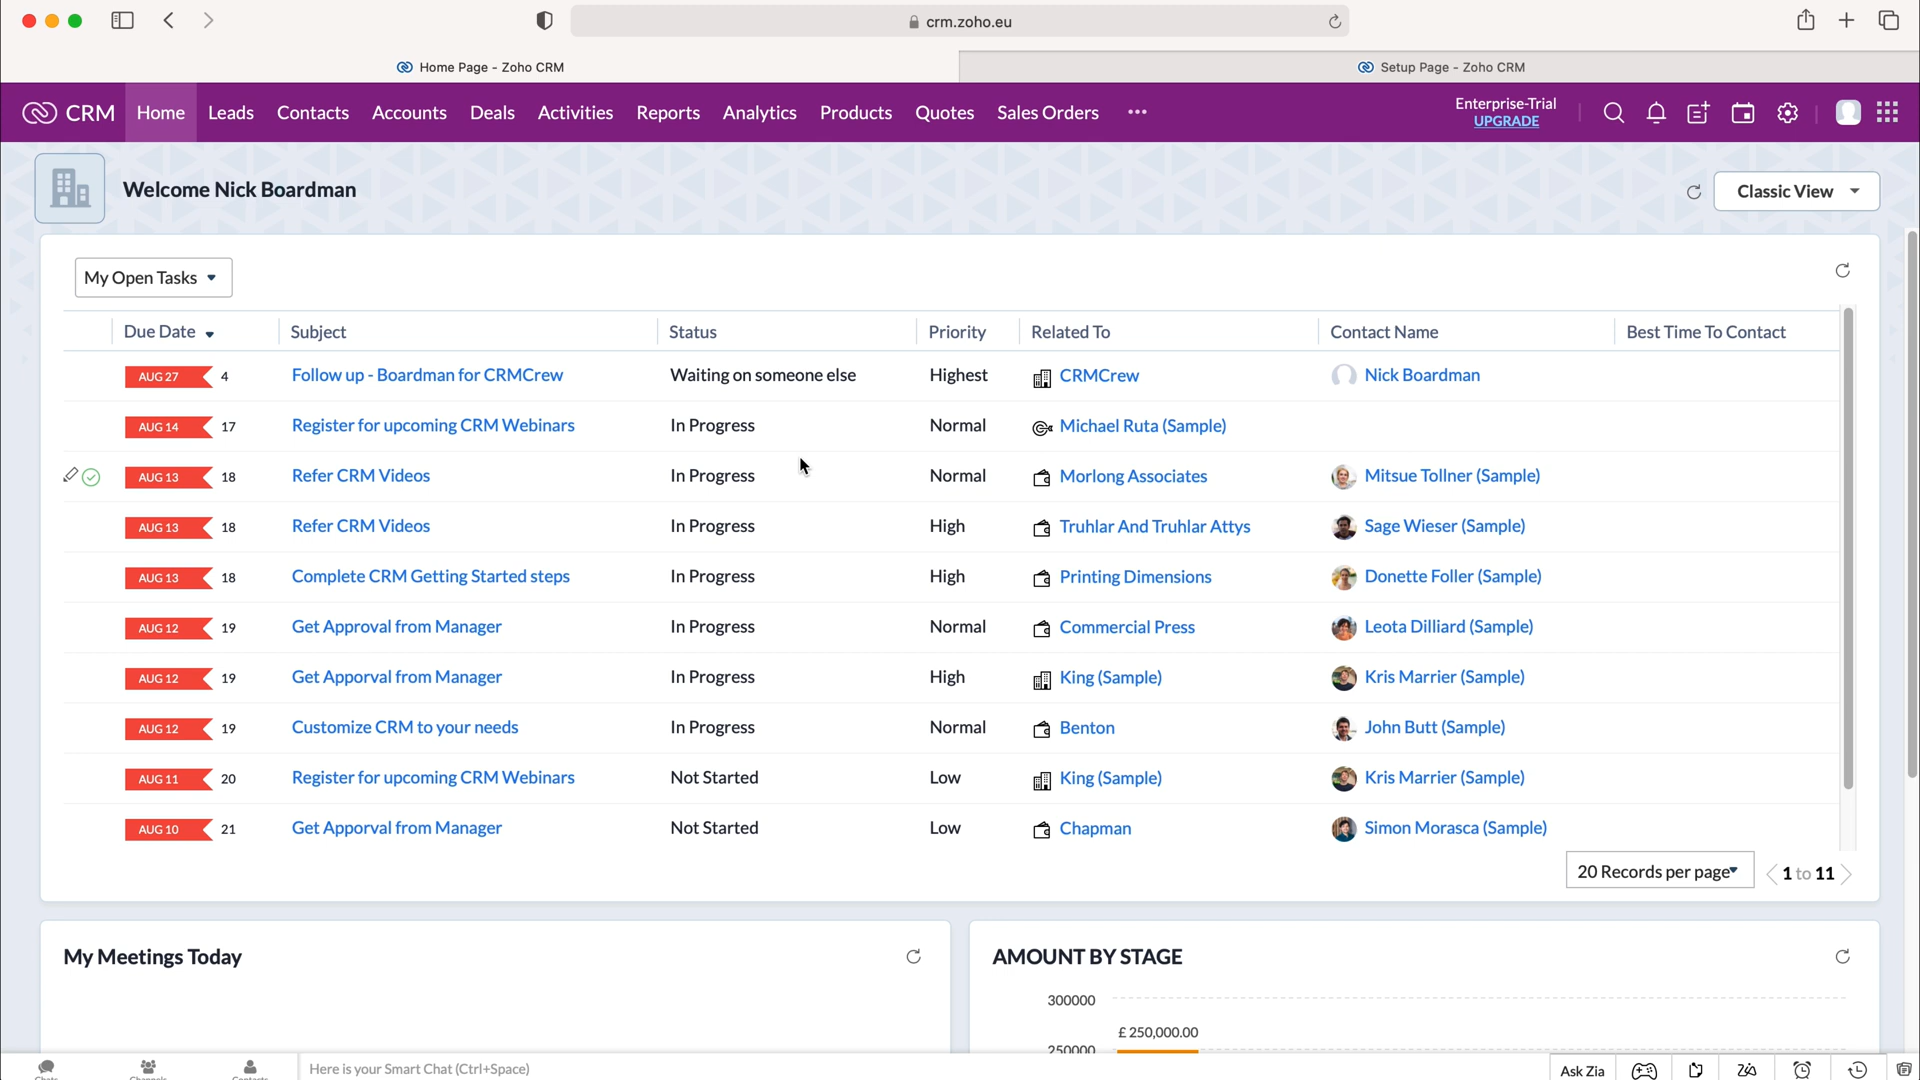 crm.zoho.eu
Home Page - Zoho CRM
Setup Page - Zoho CRM
CRM Home Leads Contacts Accounts Deals Activities Reports Analytics Products Quotes Sales Orders ...
Enterprise-Trial
UPGRADE
Welcome Nick Boardman
Classic View
My Open Tasks
Due Date Subject Status Priority Related To Contact Name Best Time To Contact
AUG 27 4 Follow up - Boardman for CRMCrew Waiting on someone else Highest CRMCrew Nick Boardman
AUG 14 17 Register for upcoming CRM Webinars In Progress Normal Michael Ruta (Sample)
AUG 13 18 Refer CRM Videos In Progress Normal Morlong Associates Mitsue Tollner (Sample)
AUG 13 18 Refer CRM Videos In Progress High Truhlar And Truhlar Attys Sage Wieser (Sample)
AUG 13 18 Complete CRM Getting Started steps In Progress High Printing Dimensions Donette Foller (Sample)
AUG 12 19 Get Approval from Manager In Progress Normal Commercial Press Leota Dilliard (Sample)
AUG 12 19 Get Apporval from Manager In Progress High King (Sample) Kris Marrier (Sample)
AUG 12 19 Customize CRM to your needs In Progress Normal Benton John Butt (Sample)
AUG 11 20 Register for upcoming CRM Webinars Not Started Low King (Sample) Kris Marrier (Sample)
AUG 10 21 Get Apporval from Manager Not Started Low Chapman Simon Morasca (Sample)
20 Records per page 1 to 11
My Meetings Today
AMOUNT BY STAGE
300000
£ 250,000.00
250000
Chats Channels Contacts Here is your Smart Chat (Ctrl+Space) Ask Zia